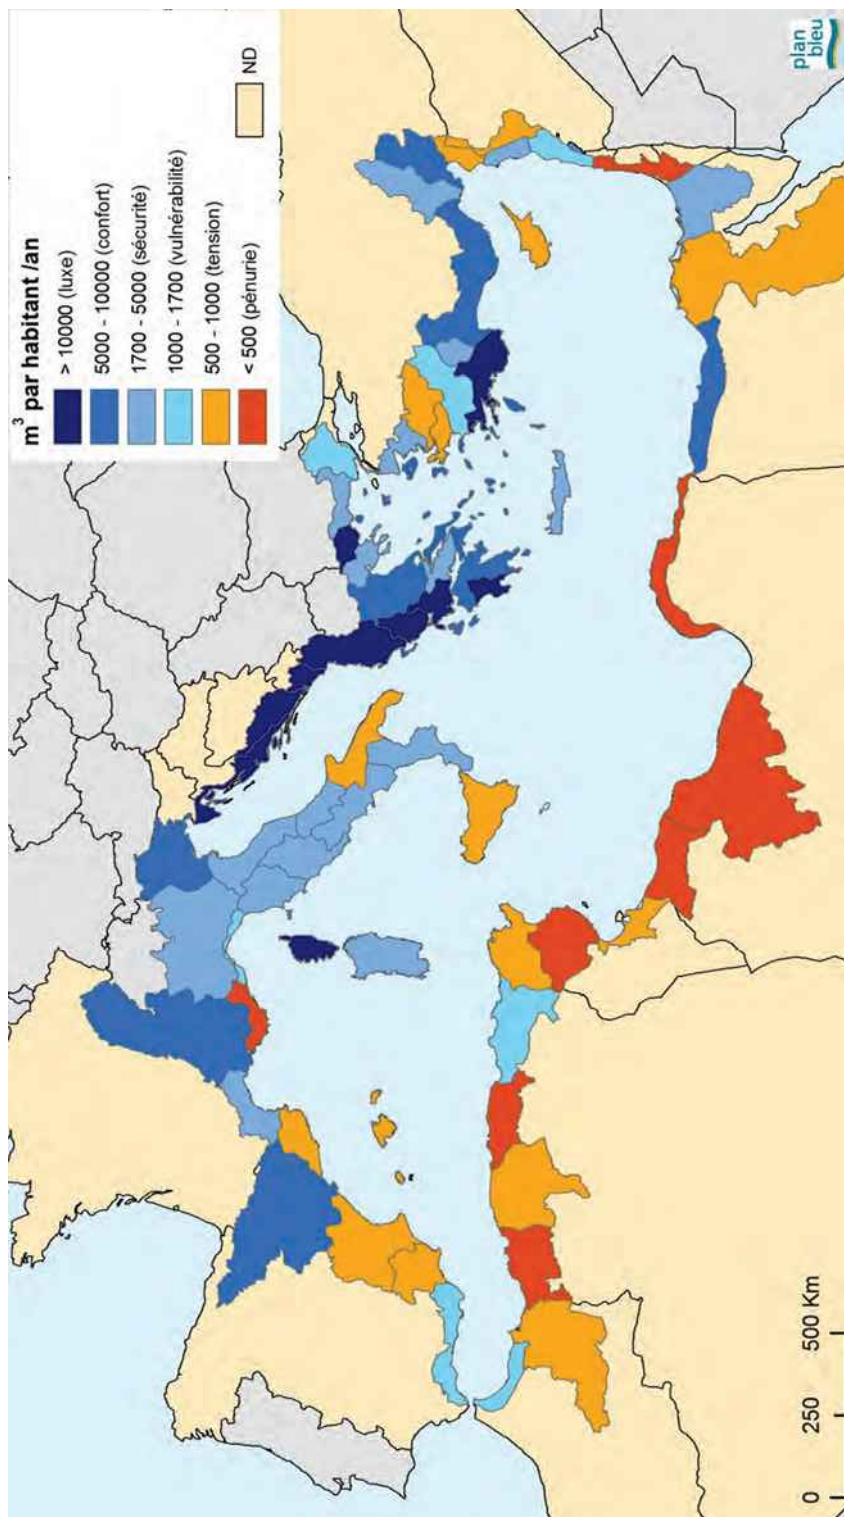 m³ par habitant /an
> 10000 (luxe)
5000 - 10000 (confort)
1700 - 5000 (sécurité)
1000 - 1700 (vulnérabilité)
500 - 1000 (tension)
< 500 (pénurie)
ND
0 250 500 Km
plan
bleu